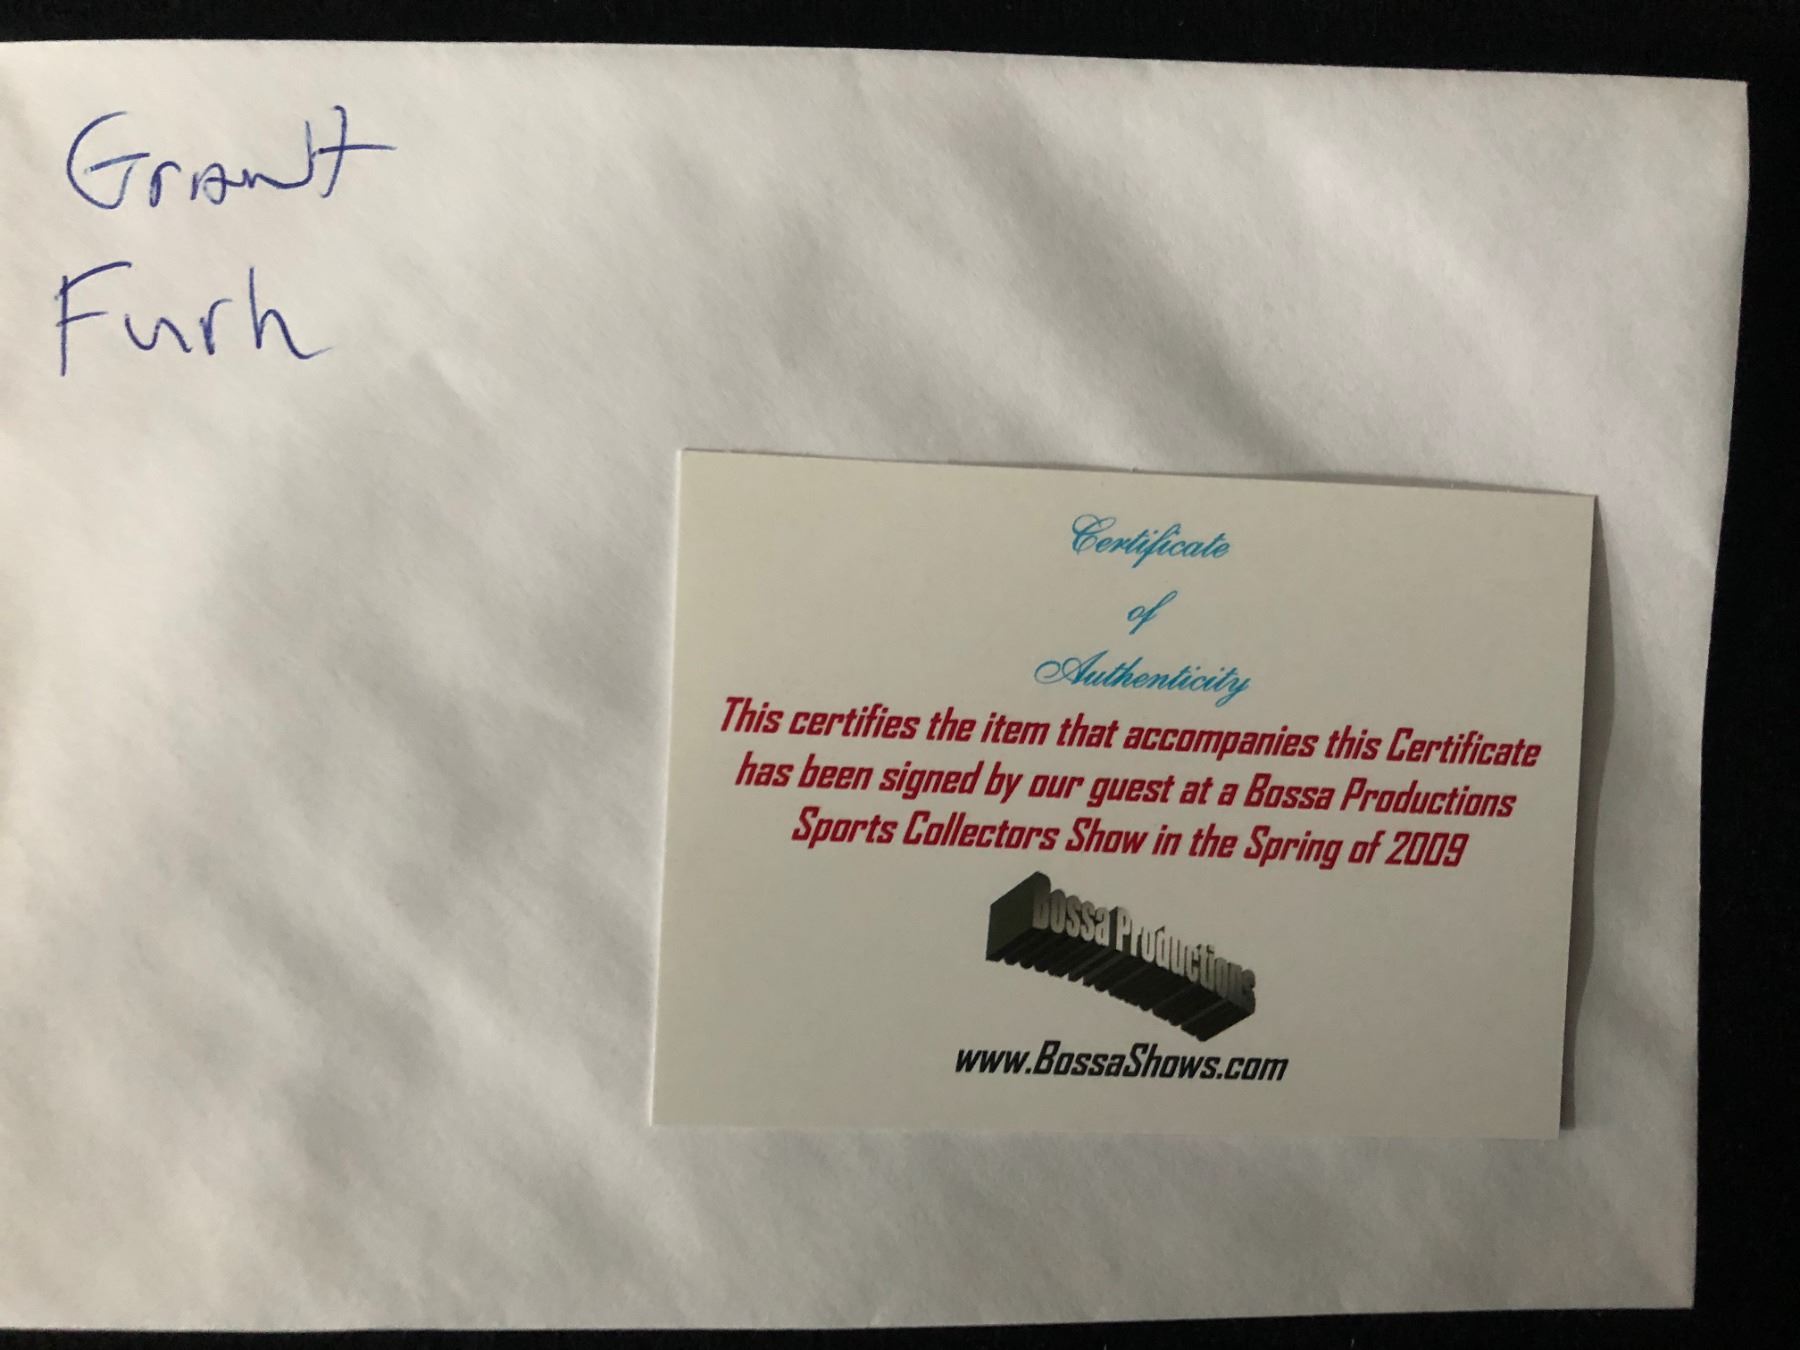 Grant
Furh
Certificate
of
Authenticity
This certifies the item that accompanies this Certificate
has been signed by our guest at a Bossa Productions
Sports Collectors Show in the Spring of 2009
Bossa Productions
www.BossaShows.com